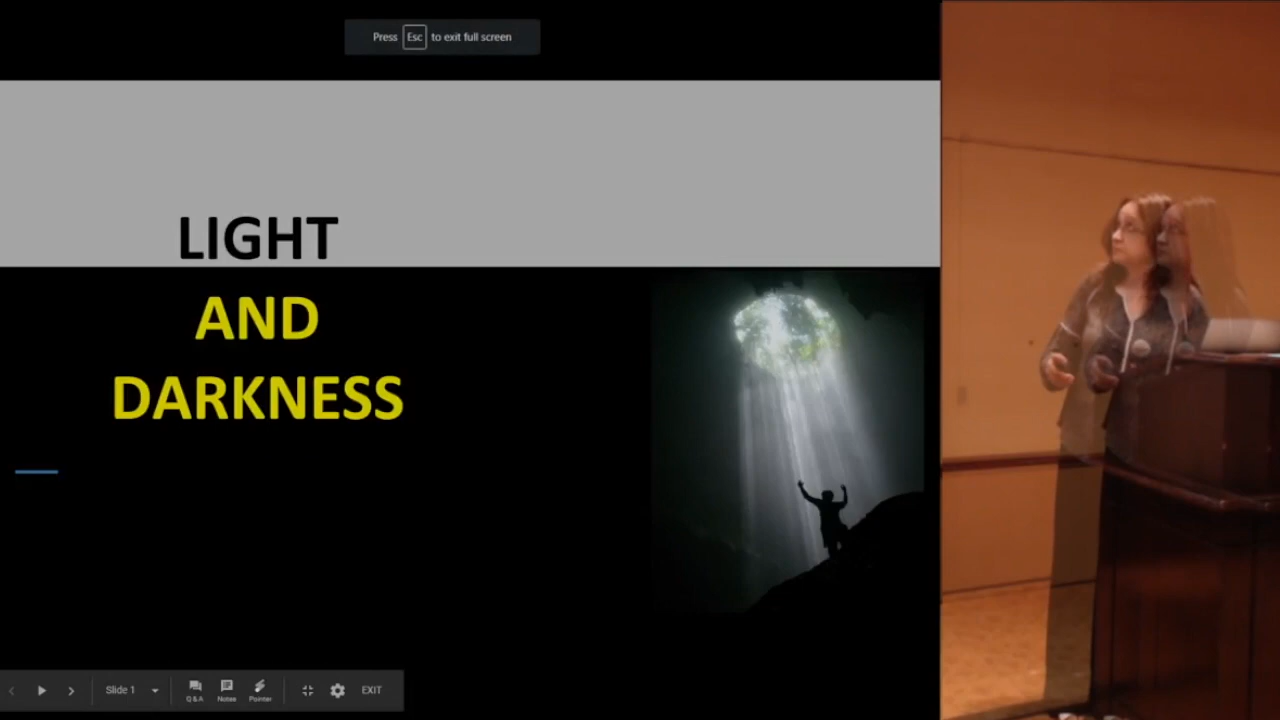 Press Esc to exit full screen
LIGHT
AND
DARKNESS
Slide 1
Q & A
Notes
Pointer
EXIT